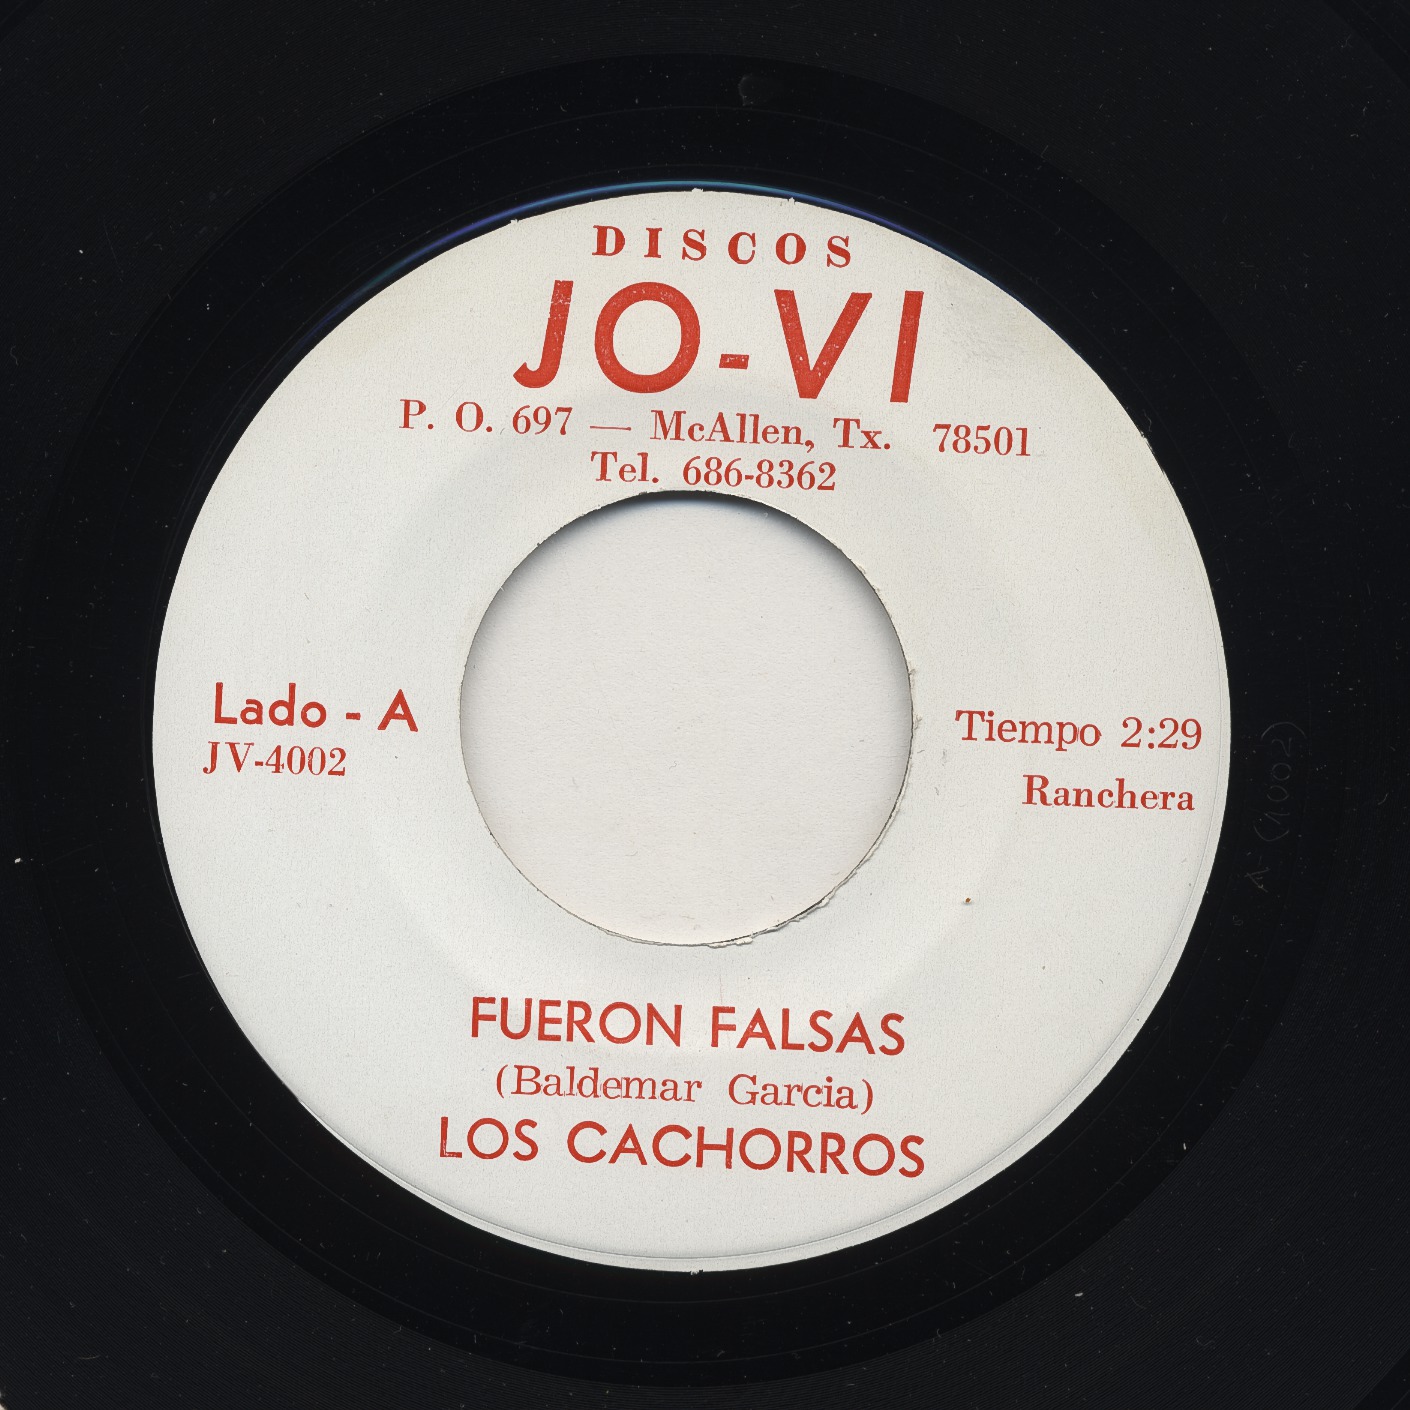 DISCOS
JO-VI
P. O. 697 — McAllen, Tx. 78501
Tel. 686-8362
Lado - A
JV-4002
Tiempo 2:29
Ranchera
FUERON FALSAS
(Baldemar Garcia)
LOS CACHORROS